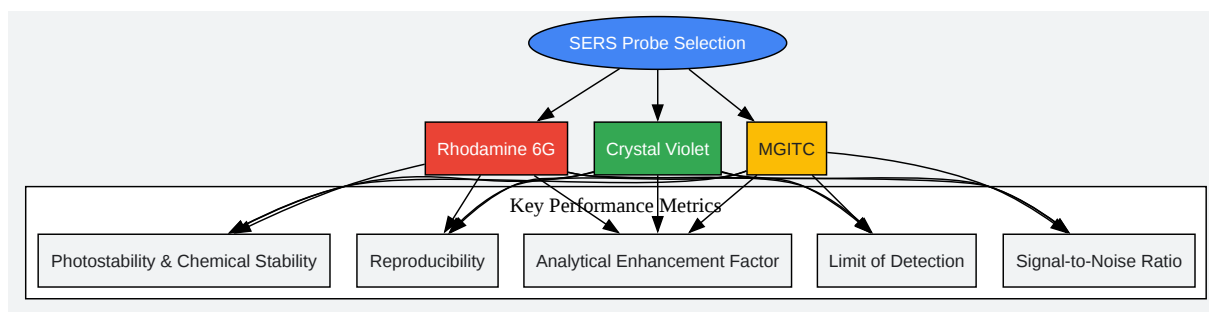 SERS Probe Selection
Rhodamine 6G
Crystal Violet
MGITC
Key Performance Metrics
Photostability & Chemical Stability
Reproducibility
Analytical Enhancement Factor
Limit of Detection
Signal-to-Noise Ratio